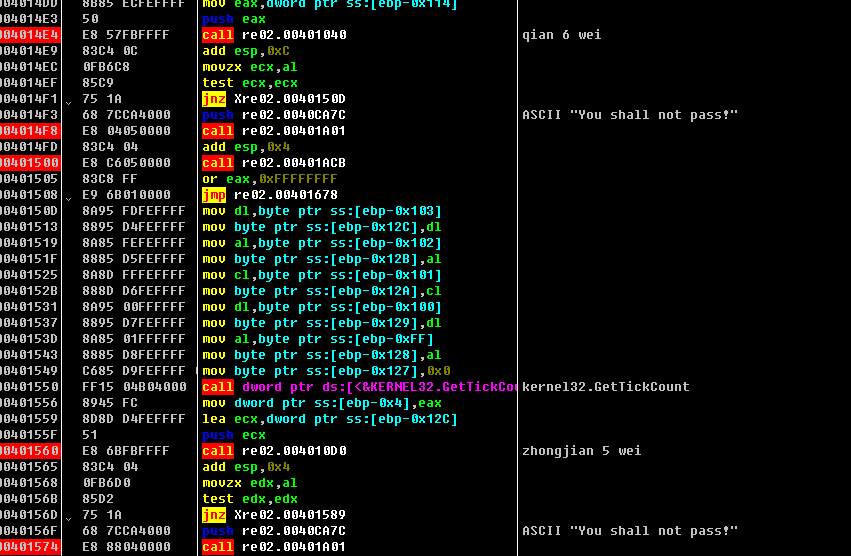 004014DD 8B85 ECFEFFFF mov eax,dword ptr ss:[ebp-0x114]
004014E3 50 push eax
004014E4 E8 57FBFFFF call re02.00401040 qian 6 wei
004014E9 83C4 0C add esp,0xC
004014EC 0FB6C8 movzx ecx,al
004014EF 85C9 test ecx,ecx
004014F1 75 1A jnz Xre02.0040150D
004014F3 68 7CCA4000 push re02.0040CA7C ASCII "You shall not pass!"
004014F8 E8 04050000 call re02.00401A01
004014FD 83C4 04 add esp,0x4
00401500 E8 C6050000 call re02.00401ACB
00401505 83C8 FF or eax,0xFFFFFFFF
00401508 E9 6B010000 jmp re02.00401678
0040150D 8A95 FDFEFFFF mov dl,byte ptr ss:[ebp-0x103]
00401513 8895 D4FEFFFF mov byte ptr ss:[ebp-0x12C],dl
00401519 8A85 FEFEFFFF mov al,byte ptr ss:[ebp-0x102]
0040151F 8885 D5FEFFFF mov byte ptr ss:[ebp-0x12B],al
00401525 8A8D FFFEFFFF mov cl,byte ptr ss:[ebp-0x101]
0040152B 888D D6FEFFFF mov byte ptr ss:[ebp-0x12A],cl
00401531 8A95 00FFFFFF mov dl,byte ptr ss:[ebp-0x100]
00401537 8895 D7FEFFFF mov byte ptr ss:[ebp-0x129],dl
0040153D 8A85 01FFFFFF mov al,byte ptr ss:[ebp-0xFF]
00401543 8885 D8FEFFFF mov byte ptr ss:[ebp-0x128],al
00401549 C685 D9FEFFFF mov byte ptr ss:[ebp-0x127],0x0
00401550 FF15 04B04000 call dword ptr ds:[<&KERNEL32.GetTickCou kernel32.GetTickCount
00401556 8945 FC mov dword ptr ss:[ebp-0x4],eax
00401559 8D8D D4FEFFFF lea ecx,dword ptr ss:[ebp-0x12C]
0040155F 51 push ecx
00401560 E8 6BFBFFFF call re02.004010D0 zhongjian 5 wei
00401565 83C4 04 add esp,0x4
00401568 0FB6D0 movzx edx,al
0040156B 85D2 test edx,edx
0040156D 75 1A jnz Xre02.00401589
0040156F 68 7CCA4000 push re02.0040CA7C ASCII "You shall not pass!"
00401574 E8 88040000 call re02.00401A01